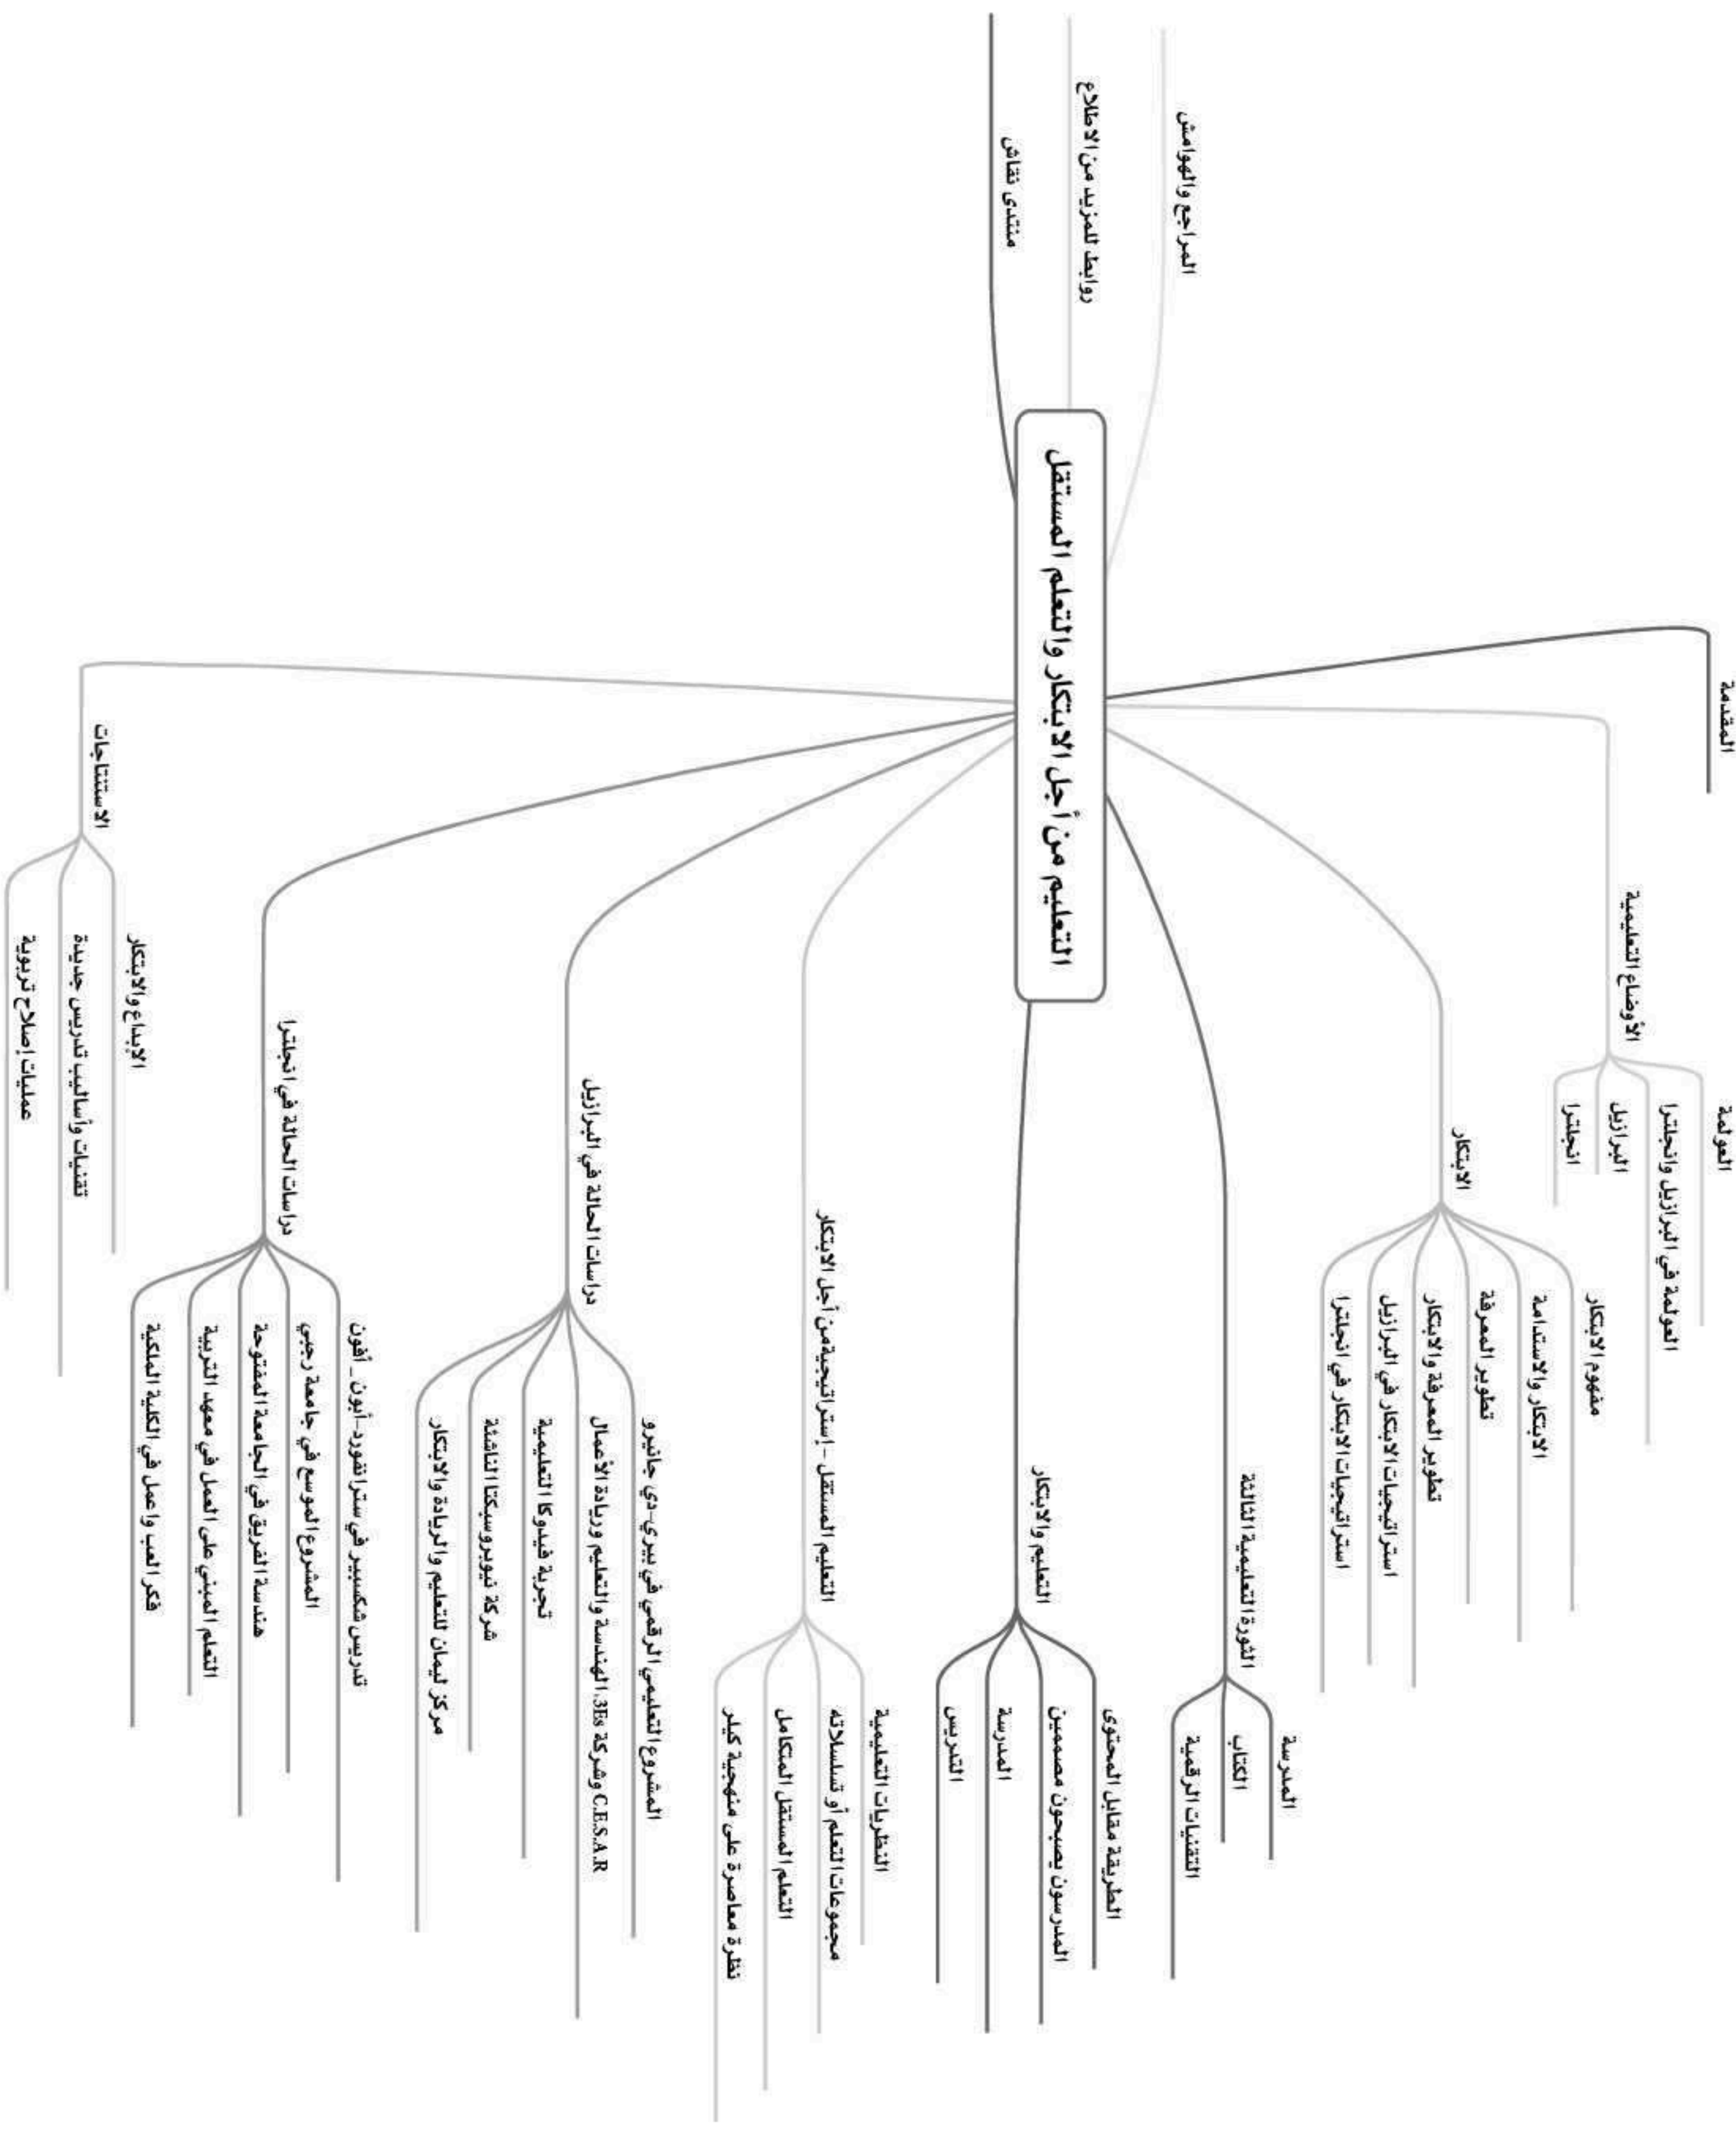 التعليم من أجل الابتكار والتعلم المستقل
المقدمة
الأوضاع التعليمية
العولمة
العولمة في البرازيل وانجلترا
البرازيل
انجلترا
الابتكار
مفهوم الابتكار
الابتكار والاستدامة
تطوير المعرفة
تطوير المعرفة والابتكار
استراتيجيات الابتكار في البرازيل
استراتيجيات الابتكار في انجلترا
الثورة التعليمية الثالثة
المدرسة
الكتاب
التقنيات الرقمية
التعليم والابتكار
الطريقة مقابل المحتوى
المدرسون يصبحون مصممين
المدرسة
التدريس
التعليم المستقل - إستراتيجية من أجل الابتكار
النظريات التعليمية
مجموعات التعلم أو تسلسلاته
التعلم المستقل المتكامل
نظرة معاصرة على منهجية كيلر
دراسات الحالة في البرازيل
المشروع التعليمي الرقمي في بيري-دي جانيرو
C.E.S.A.R وشركة 3Es، الهندسة والتعليم وريادة الأعمال
تجربة فيدوكا التعليمية
شركة نيوبروسبكتا الناشئة
مركز ليمان للتعليم والريادة والابتكار
دراسات الحالة في انجلترا
تدريس شكسبير في سترانفورد-أبون _ أفون
المشروع الموسع في جامعة رجبي
هندسة الفريق في الجامعة المفتوحة
التعلم المبني على العمل في معهد التربية
فكر العب واعمل في الكلية الملكية
الاستنتاجات
الإبداع والابتكار
تقنيات وأساليب تدريس جديدة
عمليات إصلاح تربوية
منتدى نقاش
روابط للمزيد من الاطلاع
المراجع والهوامش